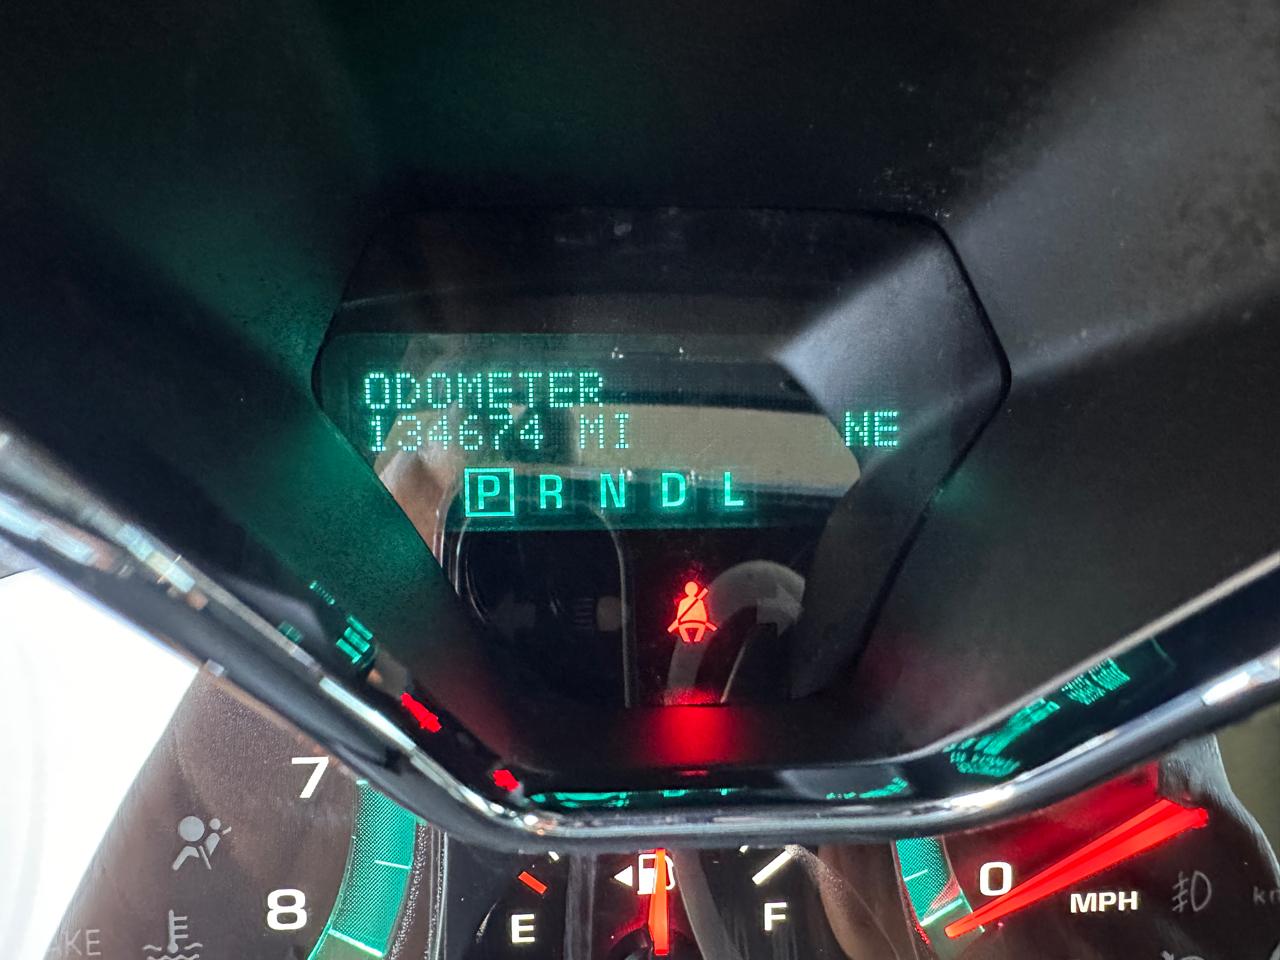 ODOMETER
134674 MI NE
P R N D L
7
8
E F
0
MPH